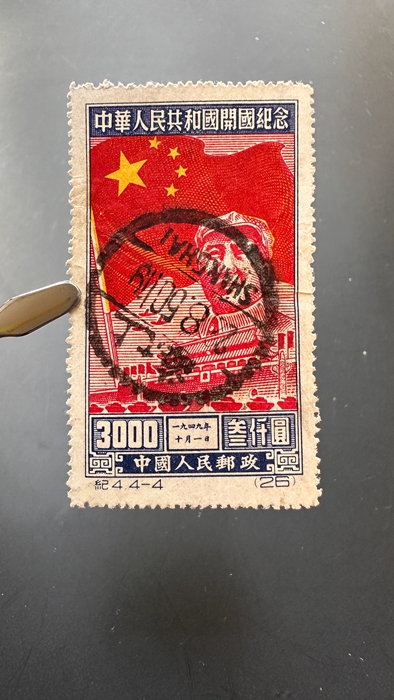 中華人民共和國開國紀念
SHANGHAI
3000
一九四九年
十月一日
叁仟圓
中國人民郵政
紀4 4-4
(26)